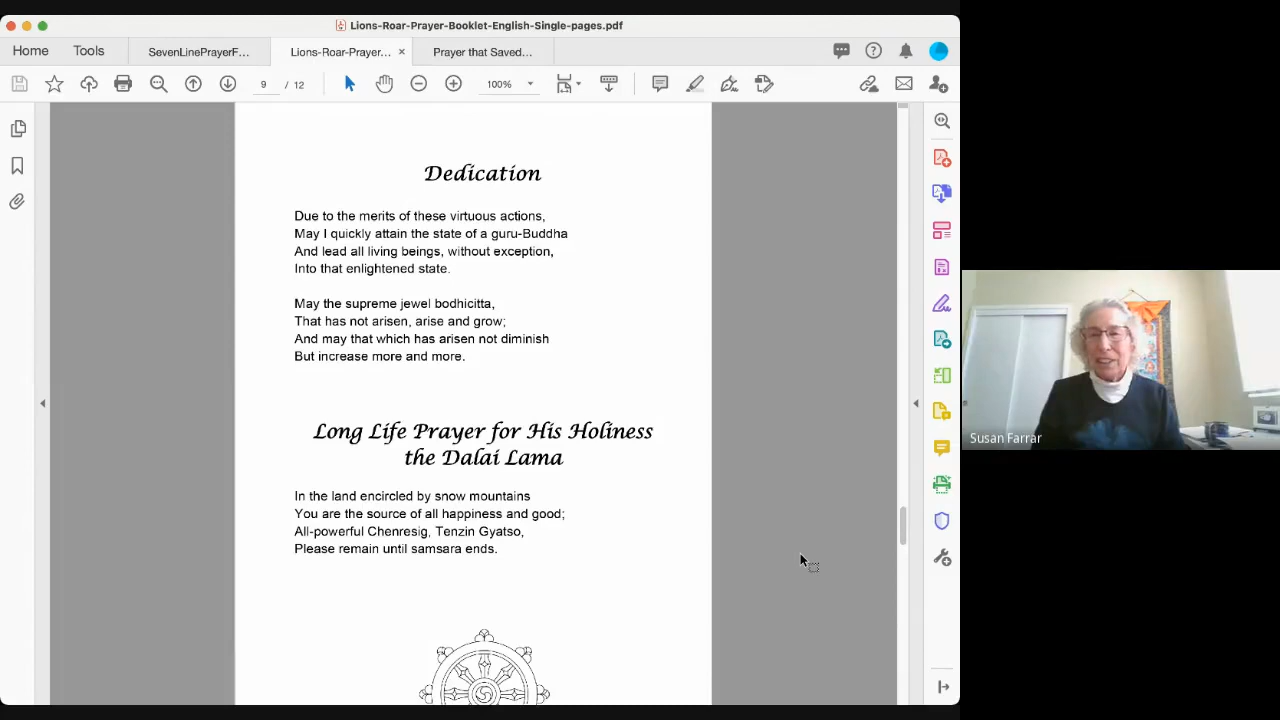 Lions-Roar-Prayer-Booklet-English-Single-pages.pdf
Home
Tools
SevenLinePrayerF...
Lions-Roar-Prayer...
Prayer that Saved...
9 / 12
100%
Dedication
Due to the merits of these virtuous actions,
May I quickly attain the state of a guru-Buddha
And lead all living beings, without exception,
Into that enlightened state.
May the supreme jewel bodhicitta,
That has not arisen, arise and grow;
And may that which has arisen not diminish
But increase more and more.
Long Life Prayer for His Holiness
the Dalai Lama
In the land encircled by snow mountains
You are the source of all happiness and good;
All-powerful Chenresig, Tenzin Gyatso,
Please remain until samsara ends.
Susan Farrar